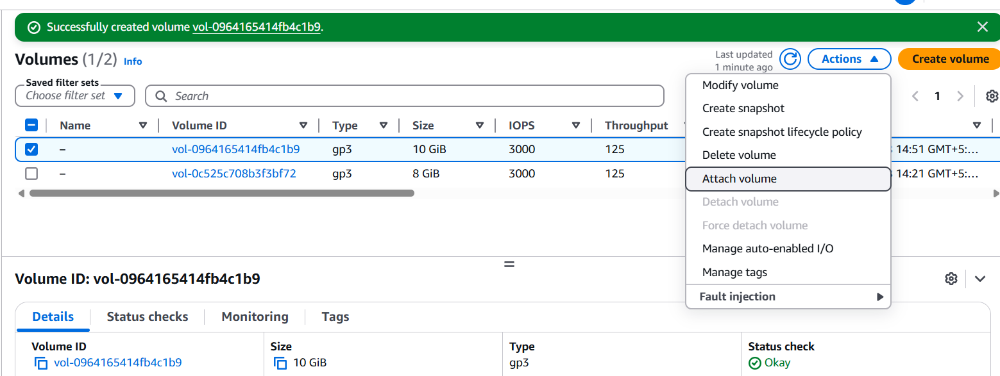 Successfully created volume vol-0964165414fb4c1b9.
Volumes (1/2) Info
Last updated
1 minute ago
Actions
Create volume
Saved filter sets
Choose filter set
Search
1
Name Volume ID Type Size IOPS Throughput
– vol-0964165414fb4c1b9 gp3 10 GiB 3000 125 14:51 GMT+5:...
– vol-0c525c708b3f3bf72 gp3 8 GiB 3000 125 14:21 GMT+5:...
Modify volume
Create snapshot
Create snapshot lifecycle policy
Delete volume
Attach volume
Detach volume
Force detach volume
Manage auto-enabled I/O
Manage tags
Fault injection
Volume ID: vol-0964165414fb4c1b9
Details Status checks Monitoring Tags
Volume ID
vol-0964165414fb4c1b9
Size
10 GiB
Type
gp3
Status check
Okay